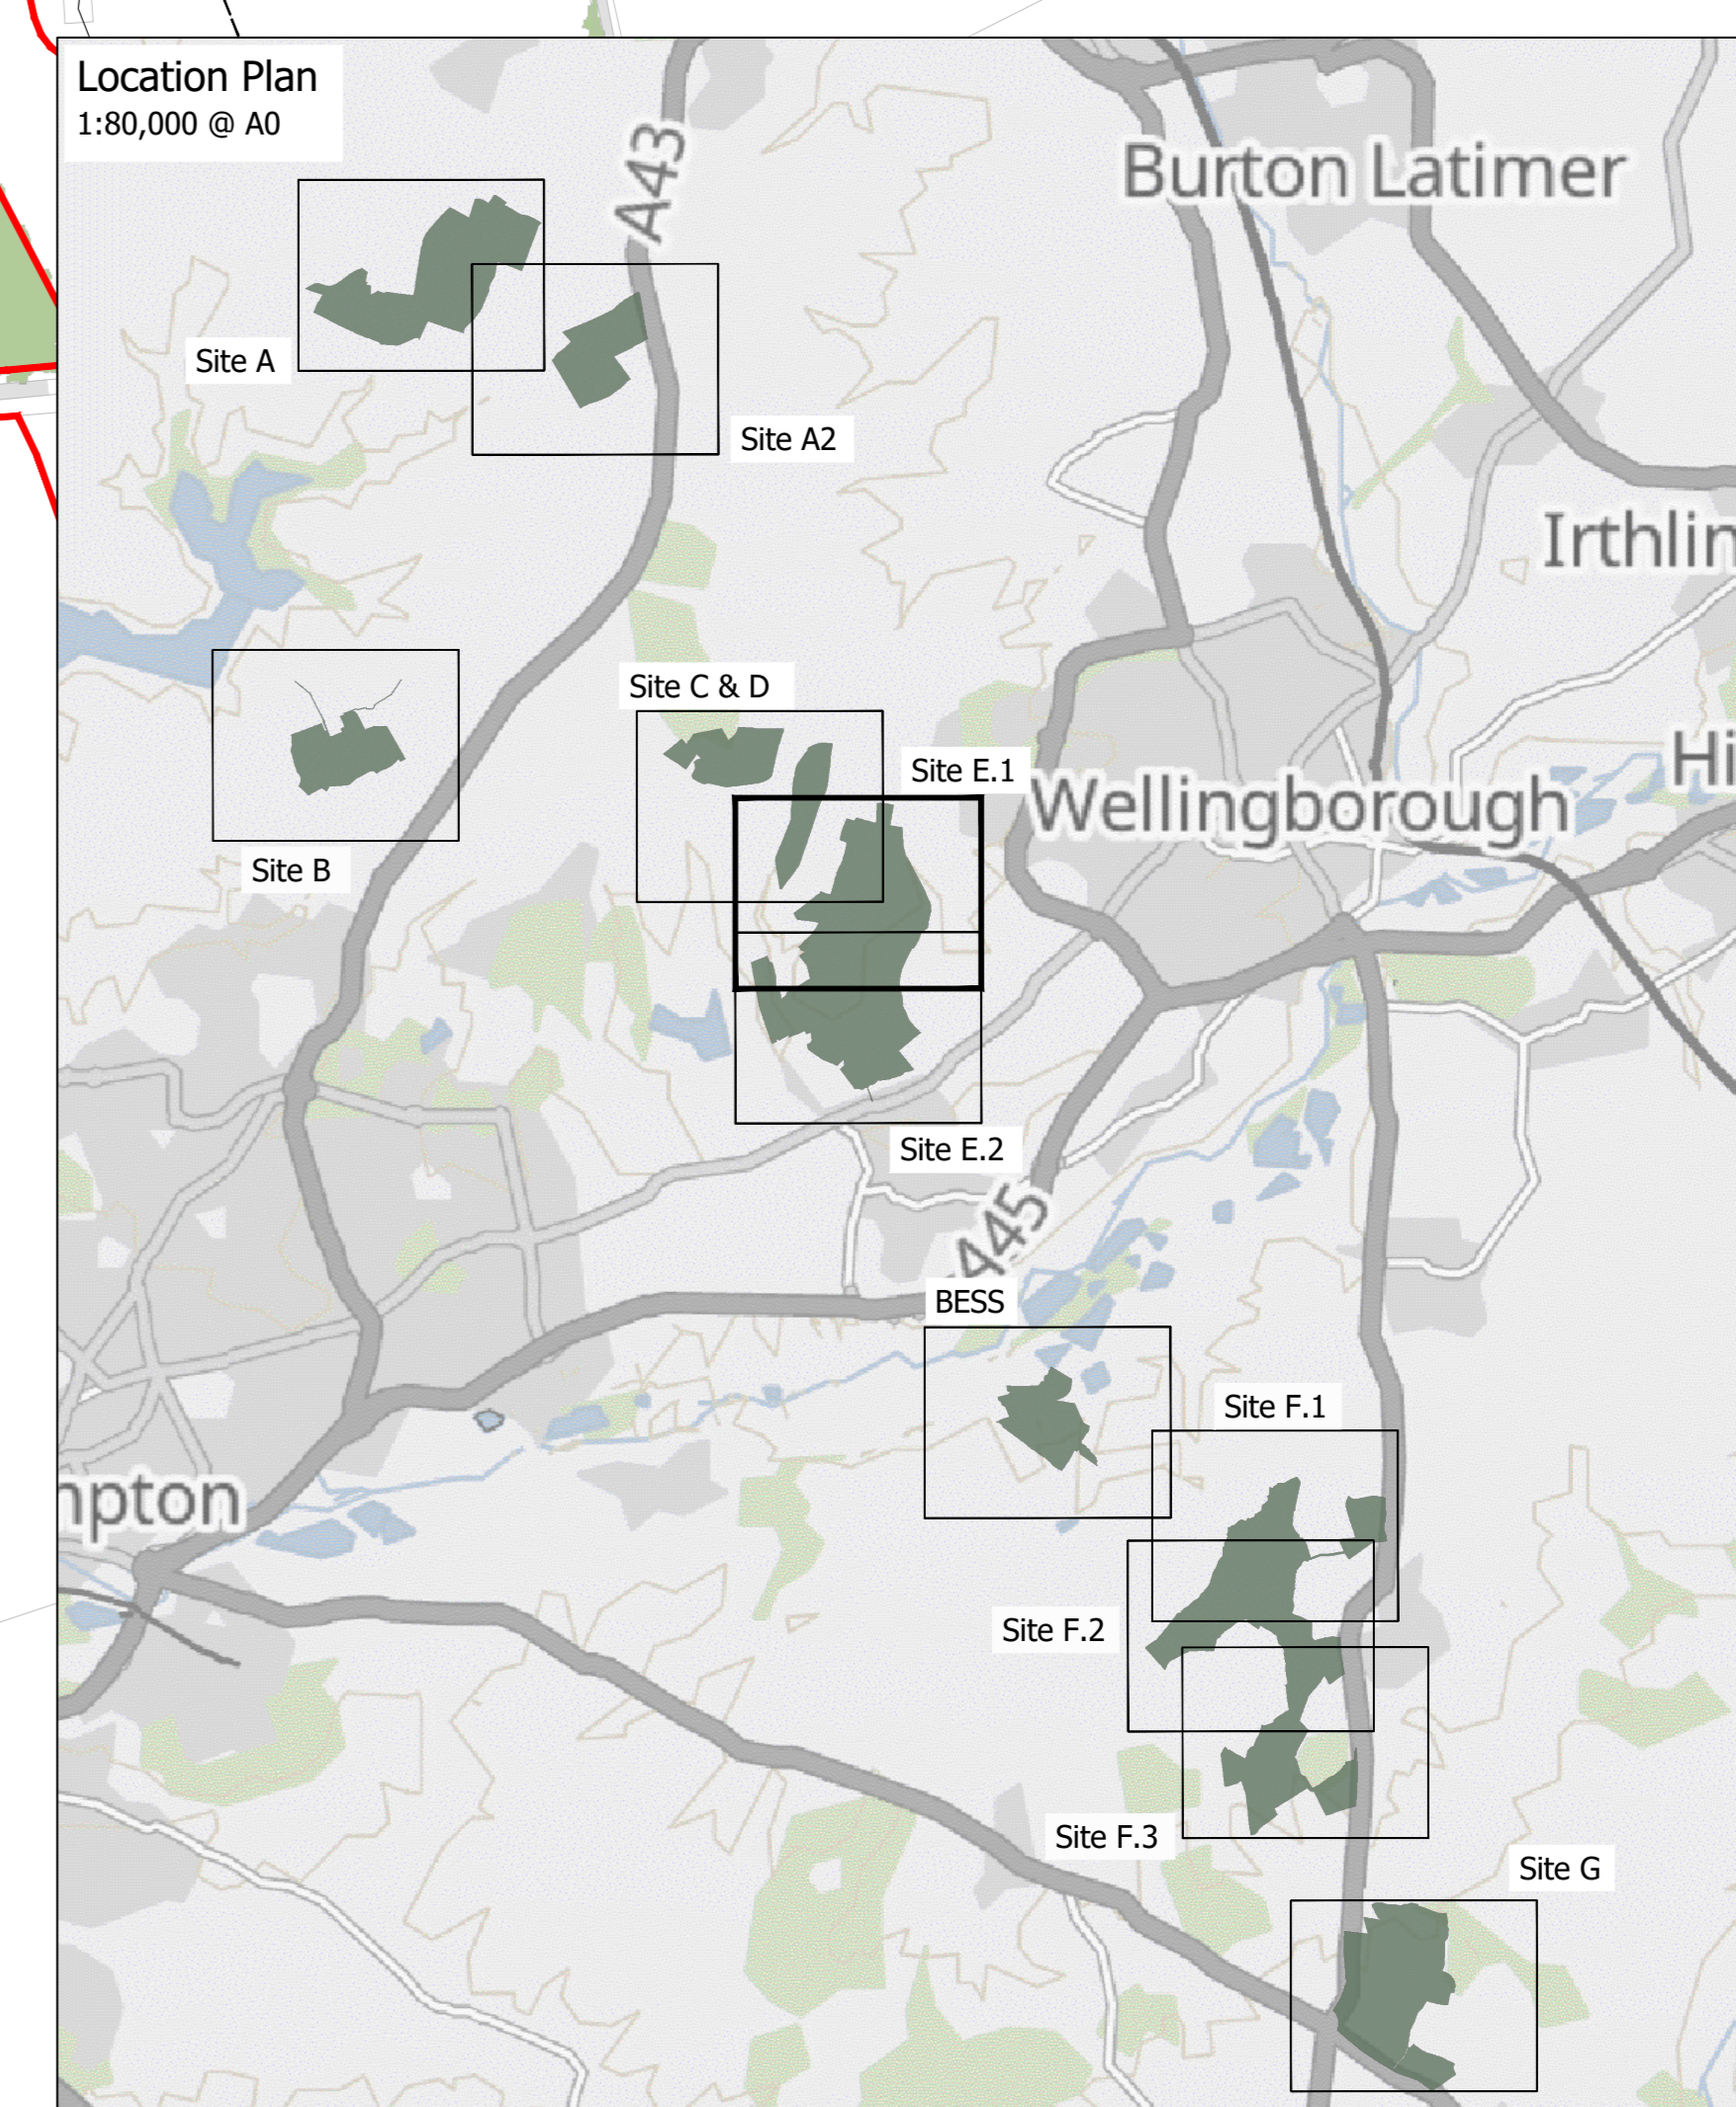 Location Plan
1:80,000 @ A0
A43
Burton Latimer
Site A
Site A2
Irthlin
Site C & D
Site E.1
Hi
Wellingborough
Site B
Site E.2
A45
BESS
Site F.1
npton
Site F.2
Site F.3
Site G